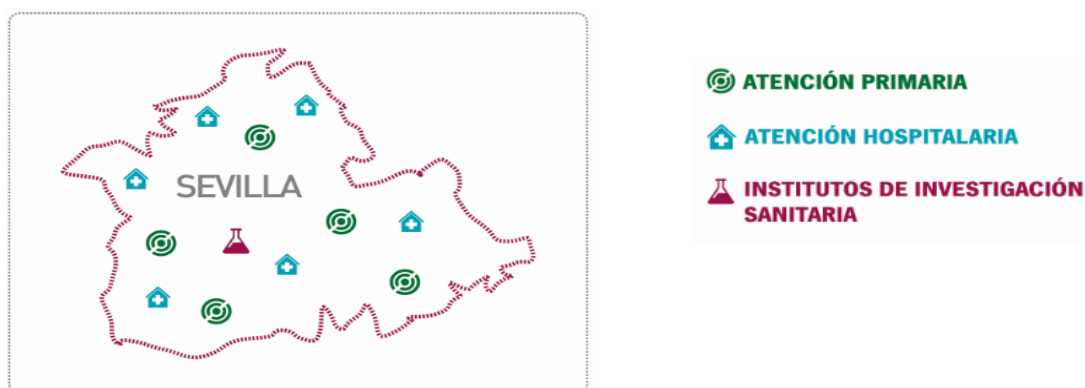 SEVILLA
ATENCIÓN PRIMARIA
ATENCIÓN HOSPITALARIA
INSTITUTOS DE INVESTIGACIÓN
SANITARIA